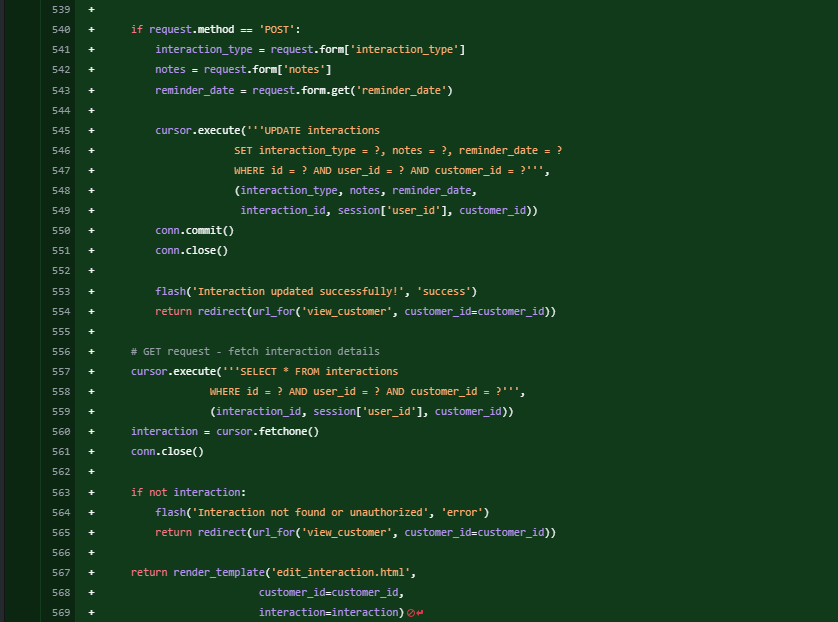 539 +
540 +     if request.method == 'POST':
541 +         interaction_type = request.form['interaction_type']
542 +         notes = request.form['notes']
543 +         reminder_date = request.form.get('reminder_date')
544 +
545 +         cursor.execute('''UPDATE interactions
546 +                      SET interaction_type = ?, notes = ?, reminder_date = ?
547 +                      WHERE id = ? AND user_id = ? AND customer_id = ?''',
548 +                      (interaction_type, notes, reminder_date,
549 +                       interaction_id, session['user_id'], customer_id))
550 +         conn.commit()
551 +         conn.close()
552 +
553 +         flash('Interaction updated successfully!', 'success')
554 +         return redirect(url_for('view_customer', customer_id=customer_id))
555 +
556 +     # GET request - fetch interaction details
557 +     cursor.execute('''SELECT * FROM interactions
558 +                  WHERE id = ? AND user_id = ? AND customer_id = ?''',
559 +                  (interaction_id, session['user_id'], customer_id))
560 +     interaction = cursor.fetchone()
561 +     conn.close()
562 +
563 +     if not interaction:
564 +         flash('Interaction not found or unauthorized', 'error')
565 +         return redirect(url_for('view_customer', customer_id=customer_id))
566 +
567 +     return render_template('edit_interaction.html',
568 +                          customer_id=customer_id,
569 +                          interaction=interaction)